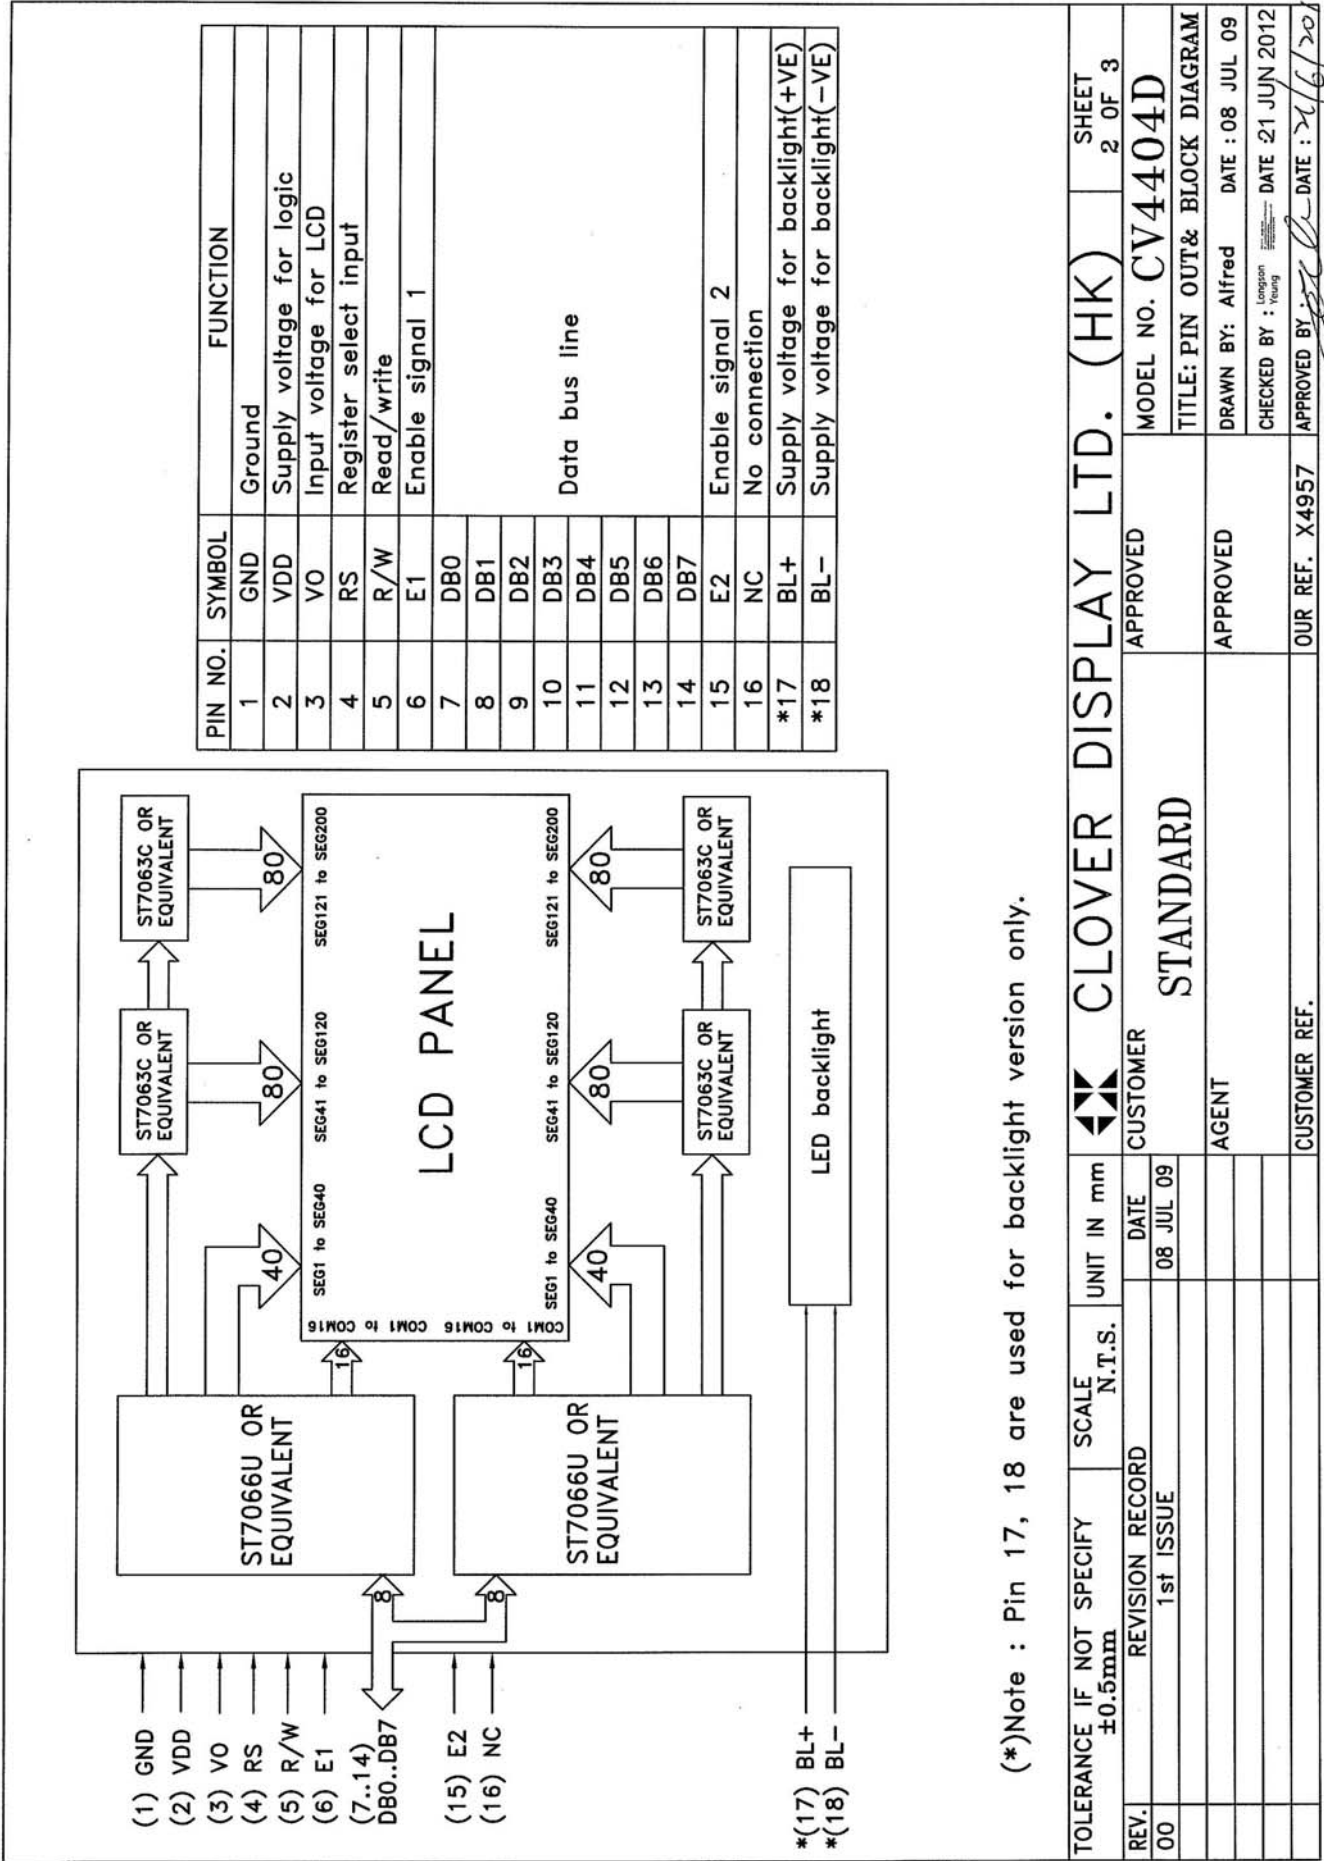 (1) GND
(2) VDD
(3) VO
(4) RS
(5) R/W
(6) E1
(7..14)
DB0..DB7
(15) E2
(16) NC
*(17) BL+
*(18) BL-
8
8
ST7066U OR
EQUIVALENT
ST7066U OR
EQUIVALENT
16
16
40
40
ST7063C OR
EQUIVALENT
ST7063C OR
EQUIVALENT
80
80
SEG1 to SEG40
SEG41 to SEG120
SEG121 to SEG200
COM1 to COM16
COM1 to COM16
LCD PANEL
SEG1 to SEG40
SEG41 to SEG120
SEG121 to SEG200
80
80
ST7063C OR
EQUIVALENT
ST7063C OR
EQUIVALENT
LED backlight
PIN NO. SYMBOL FUNCTION
1 GND Ground
2 VDD Supply voltage for logic
3 VO Input voltage for LCD
4 RS Register select input
5 R/W Read/write
6 E1 Enable signal 1
7 DB0
8 DB1
9 DB2
10 DB3
11 DB4
12 DB5
13 DB6
14 DB7
Data bus line
15 E2 Enable signal 2
16 NC No connection
*17 BL+ Supply voltage for backlight(+VE)
*18 BL- Supply voltage for backlight(-VE)
(*)Note : Pin 17, 18 are used for backlight version only.
TOLERANCE IF NOT SPECIFY
±0.5mm
SCALE
N.T.S.
UNIT IN mm
CLOVER DISPLAY LTD. (HK)
SHEET
2 OF 3
REV. REVISION RECORD DATE
00 1st ISSUE 08 JUL 09
CUSTOMER
STANDARD
AGENT
CUSTOMER REF.
APPROVED
APPROVED
OUR REF. X4957
MODEL NO. CV4404D
TITLE: PIN OUT& BLOCK DIAGRAM
DRAWN BY: Alfred DATE : 08 JUL 09
CHECKED BY : Longson Yeung DATE : 21 JUN 2012
APPROVED BY : DATE : 21/6/201